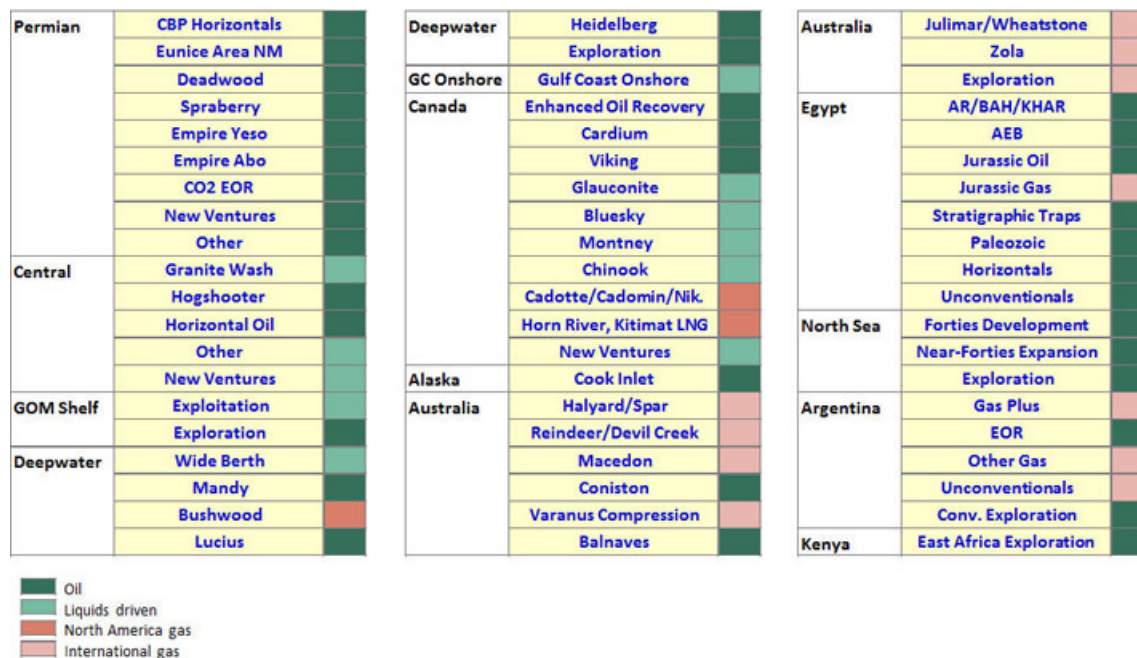 Permian CBP Horizontals
Eunice Area NM
Deadwood
Spraberry
Empire Yeso
Empire Abo
CO2 EOR
New Ventures
Other
Central Granite Wash
Hogshooter
Horizontal Oil
Other
New Ventures
GOM Shelf Exploitation
Exploration
Deepwater Wide Berth
Mandy
Bushwood
Lucius
Deepwater Heidelberg
Exploration
GC Onshore Gulf Coast Onshore
Canada Enhanced Oil Recovery
Cardium
Viking
Glauconite
Bluesky
Montney
Chinook
Cadotte/Cadomin/Nik.
Horn River, Kitimat LNG
New Ventures
Alaska Cook Inlet
Australia Halyard/Spar
Reindeer/Devil Creek
Macedon
Coniston
Varanus Compression
Balnaves
Australia Julimar/Wheatstone
Zola
Exploration
Egypt AR/BAH/KHAR
AEB
Jurassic Oil
Jurassic Gas
Stratigraphic Traps
Paleozoic
Horizontals
Unconventionals
North Sea Forties Development
Near-Forties Expansion
Exploration
Argentina Gas Plus
EOR
Other Gas
Unconventionals
Conv. Exploration
Kenya East Africa Exploration
Oil
Liquids driven
North America gas
International gas